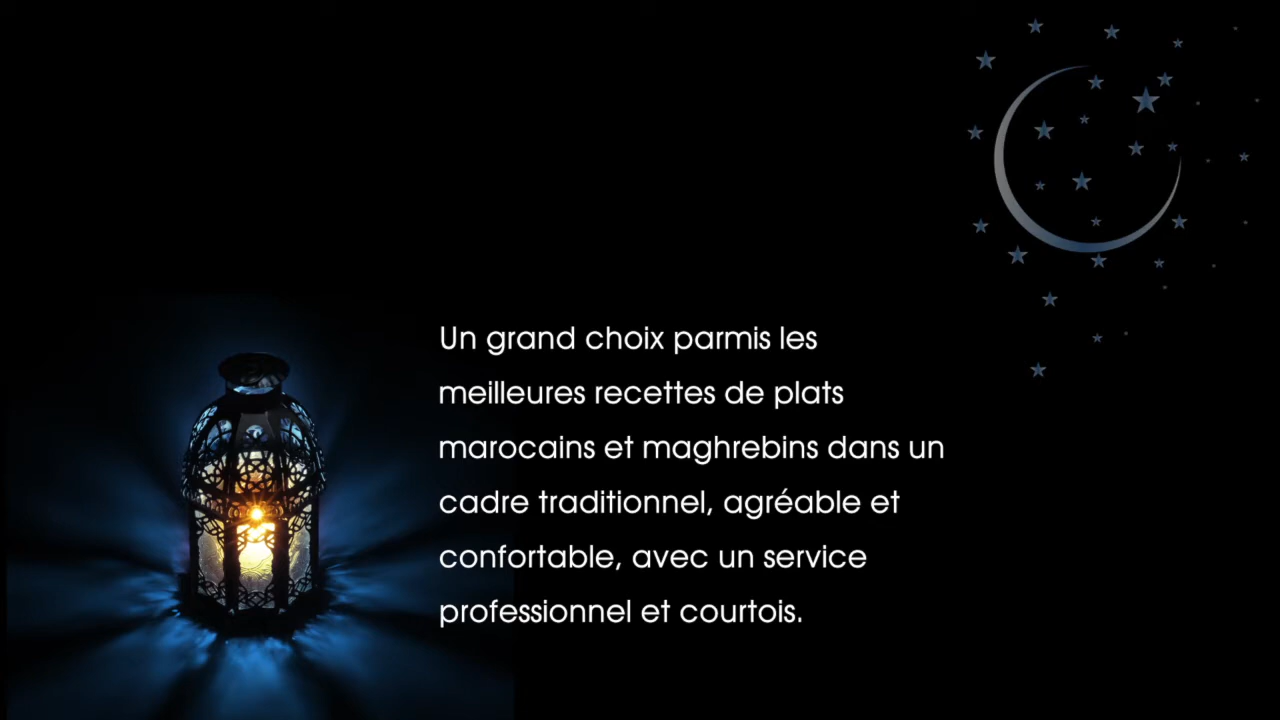 Un grand choix parmis les
meilleures recettes de plats
marocains et maghrebins dans un
cadre traditionnel, agréable et
confortable, avec un service
professionnel et courtois.